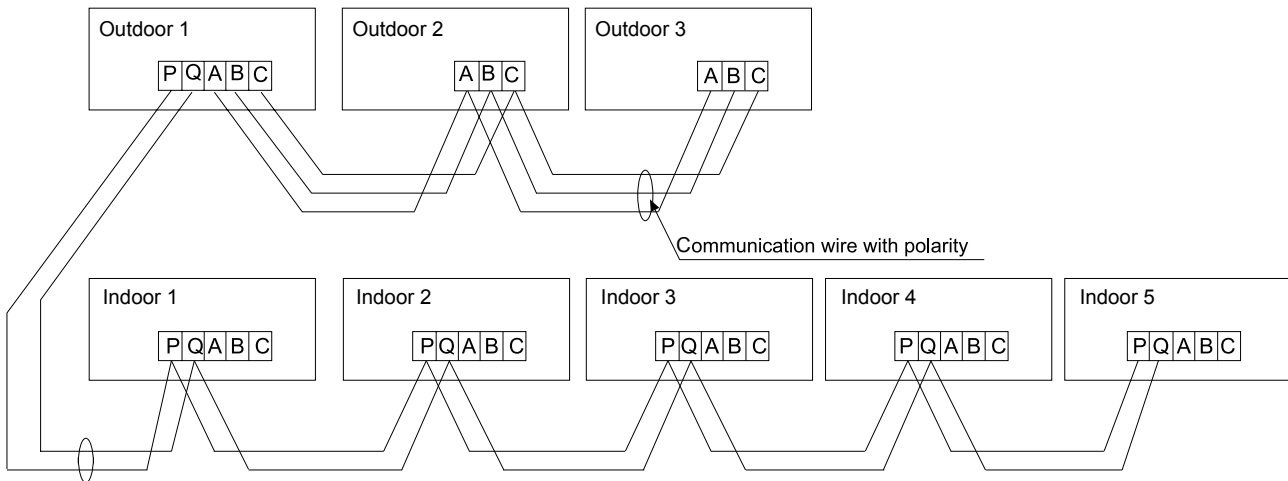 Outdoor 1
Outdoor 2
Outdoor 3
P Q A B C
A B C
A B C
Communication wire with polarity
Indoor 1
Indoor 2
Indoor 3
Indoor 4
Indoor 5
P Q A B C
P Q A B C
P Q A B C
P Q A B C
P Q A B C